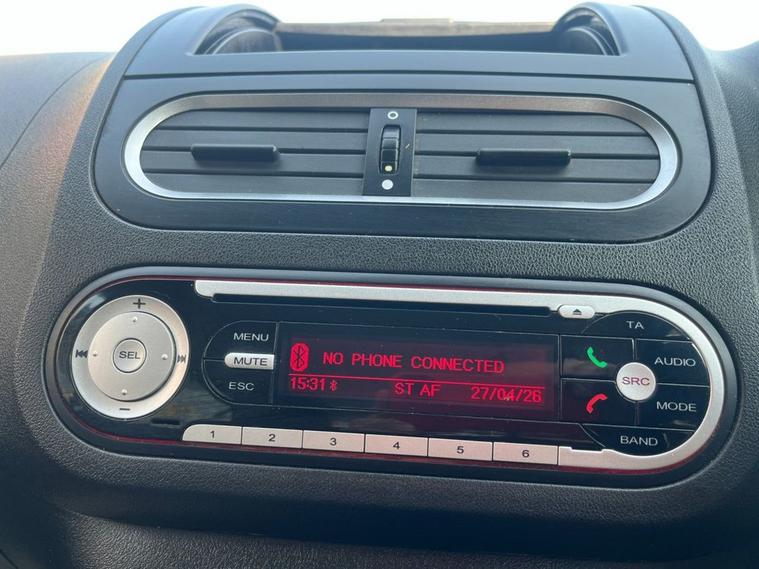 MENU
MUTE
ESC
SEL
NO PHONE CONNECTED
15:31 ST AF 27/04/26
TA
AUDIO
SRC
MODE
BAND
1 2 3 4 5 6